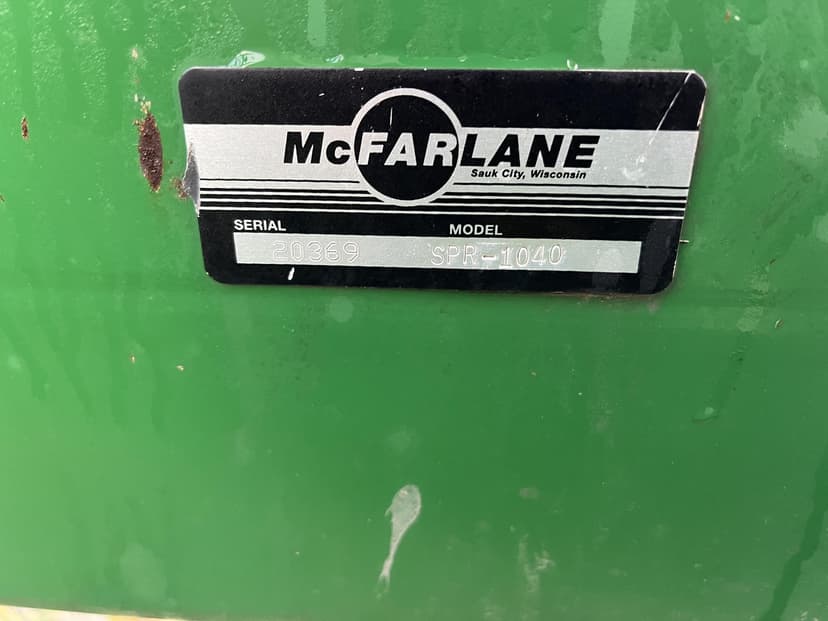 McFARLANE
Sauk City, Wisconsin
SERIAL MODEL
20369 SPR-1040